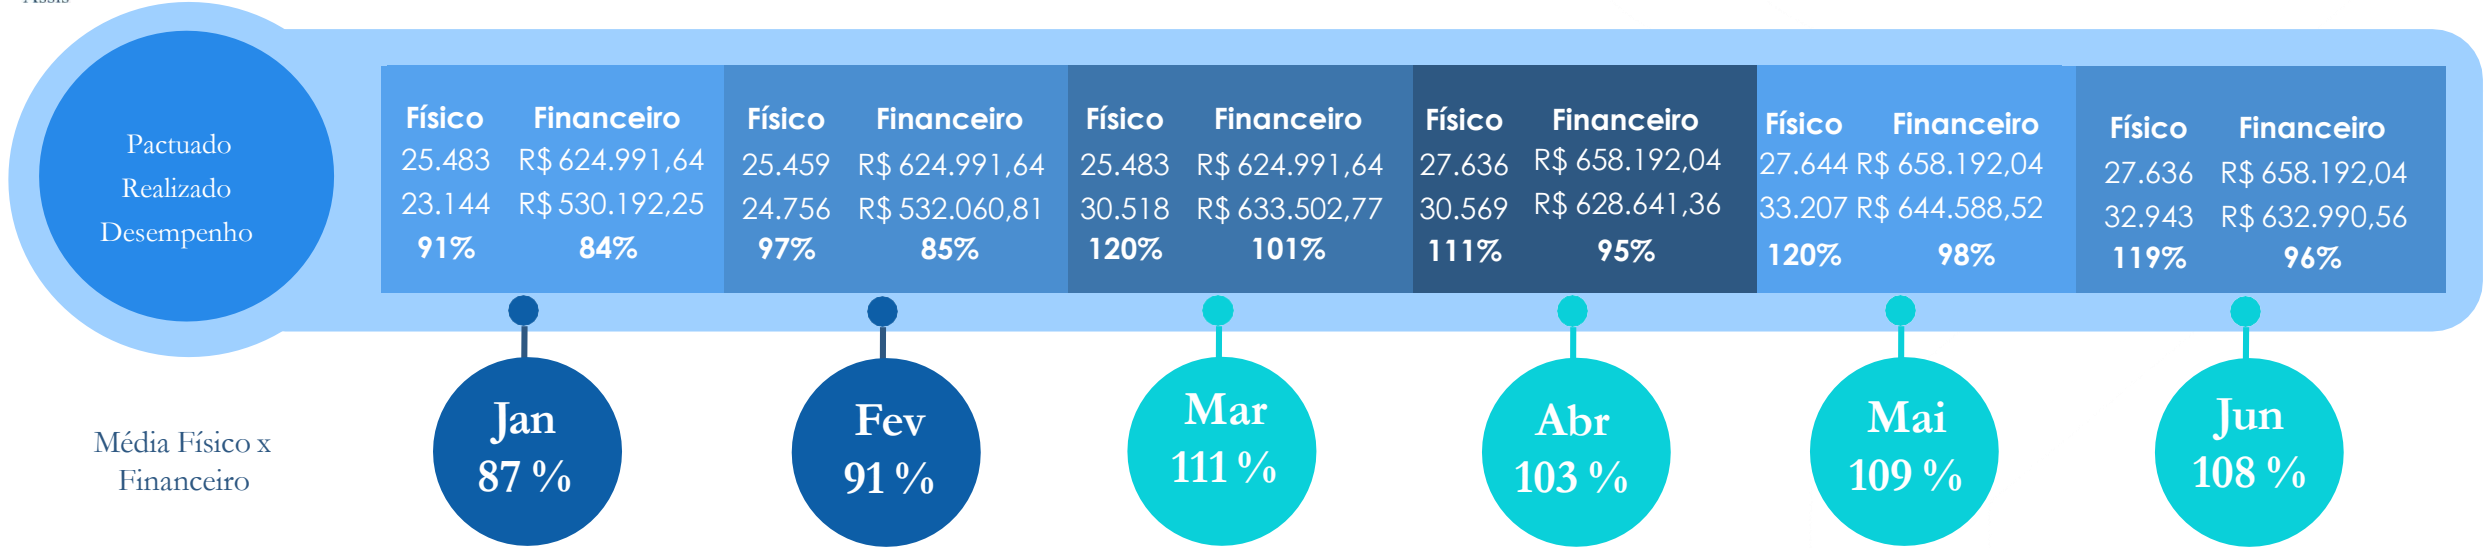 Assis
Pactuado
Realizado
Desempenho
Físico Financeiro
25.483 R$ 624.991,64
23.144 R$ 530.192,25
91% 84%
Físico Financeiro
25.459 R$ 624.991,64
24.756 R$ 532.060,81
97% 85%
Físico Financeiro
25.483 R$ 624.991,64
30.518 R$ 633.502,77
120% 101%
Físico Financeiro
27.636 R$ 658.192,04
30.569 R$ 628.641,36
111% 95%
Físico Financeiro
27.644 R$ 658.192,04
33.207 R$ 644.588,52
120% 98%
Físico Financeiro
27.636 R$ 658.192,04
32.943 R$ 632.990,56
119% 96%
Média Físico x
Financeiro
Jan
87 %
Fev
91 %
Mar
111 %
Abr
103 %
Mai
109 %
Jun
108 %